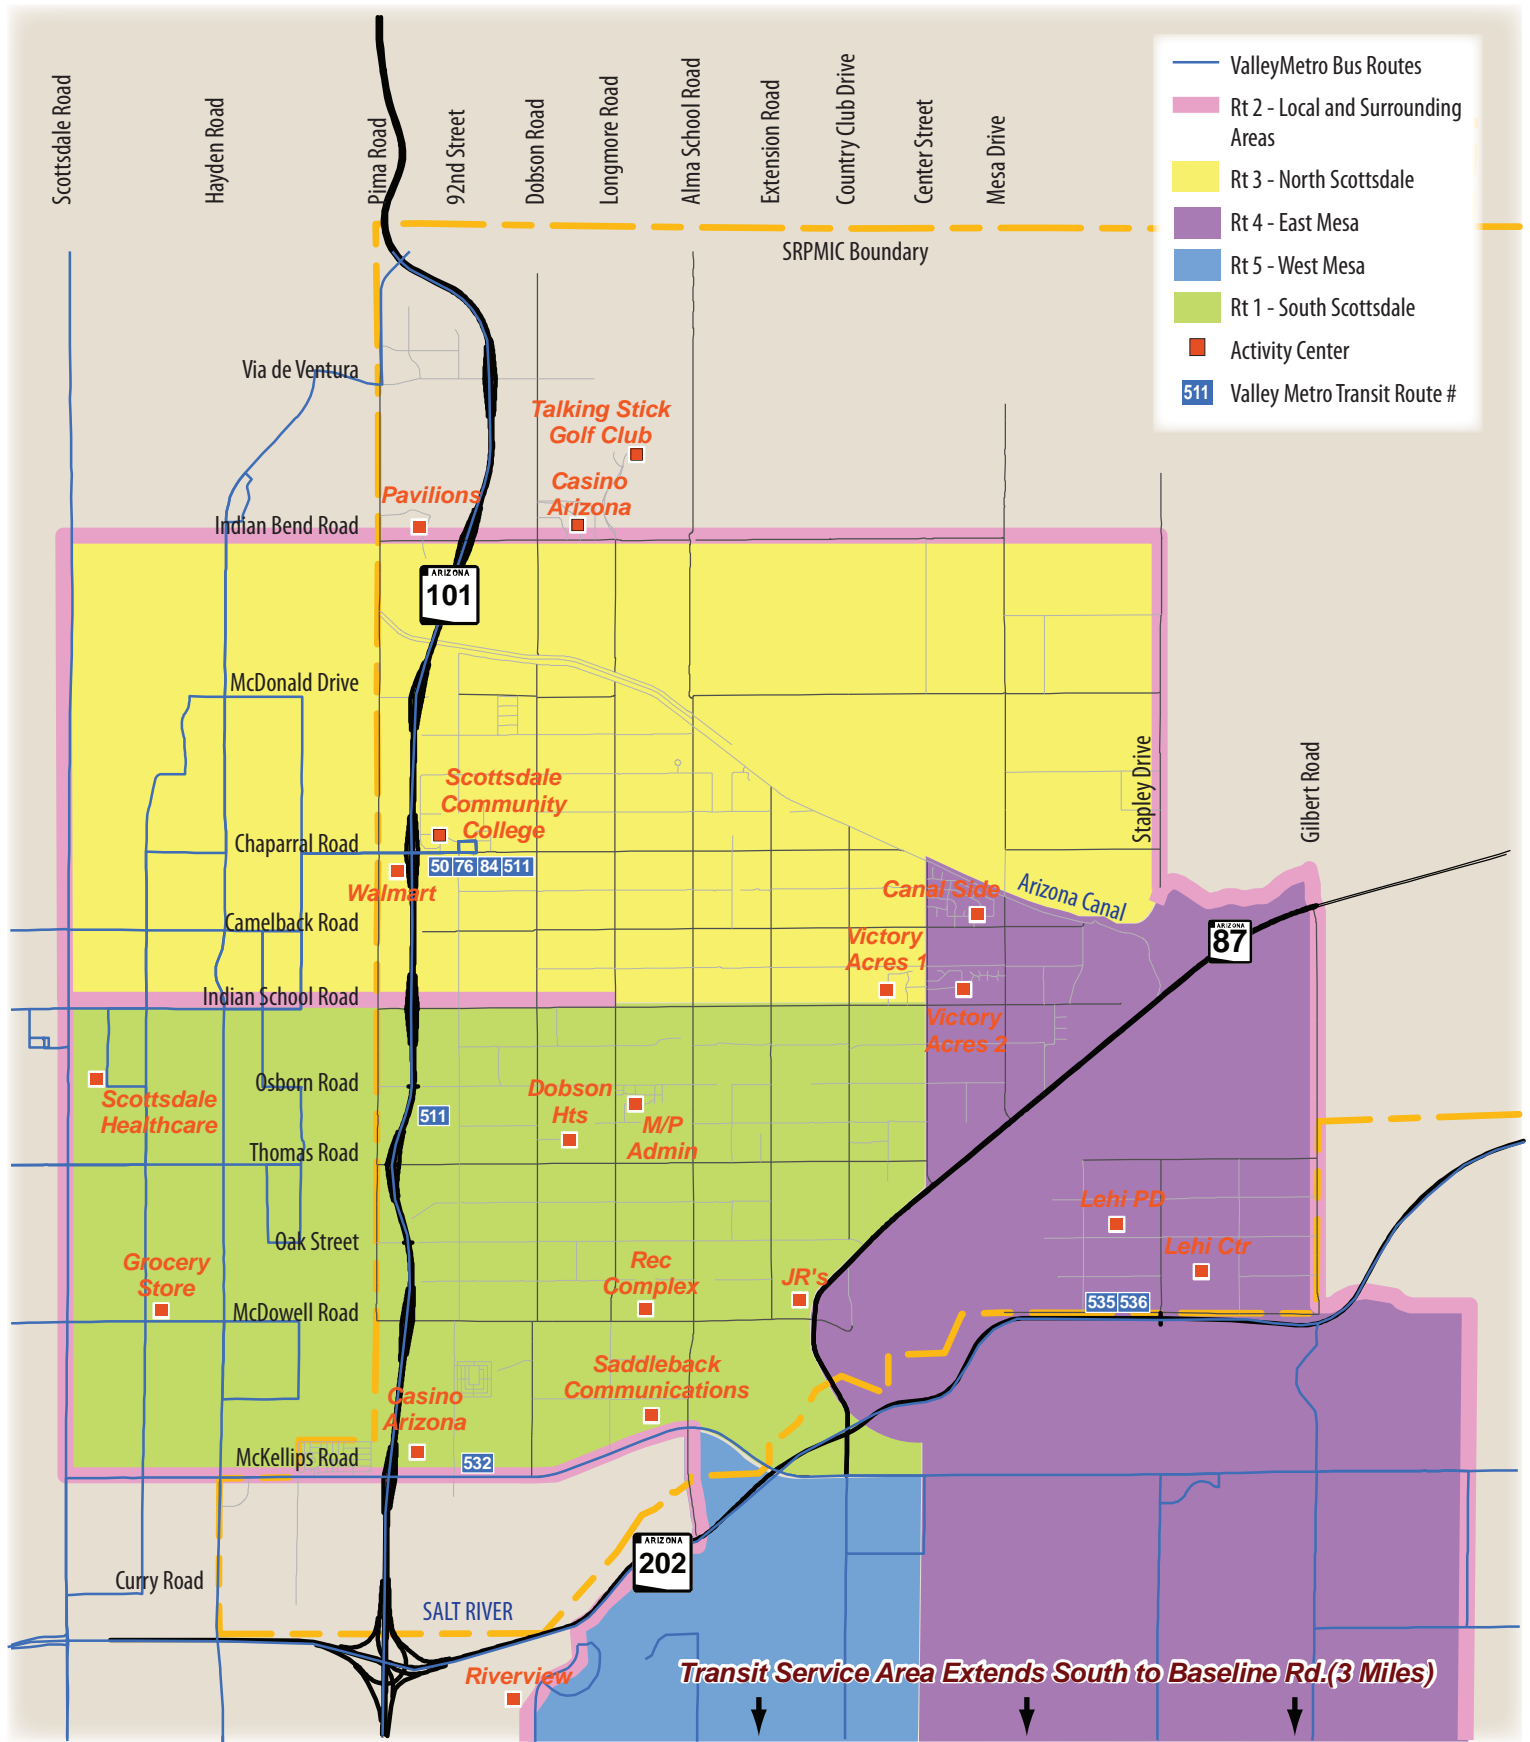 Scottsdale Road
Hayden Road
Pima Road
92nd Street
Dobson Road
Longmore Road
Alma School Road
Extension Road
Country Club Drive
Center Street
Mesa Drive
ValleyMetro Bus Routes
Rt 2 - Local and Surrounding
Areas
Rt 3 - North Scottsdale
Rt 4 - East Mesa
Rt 5 - West Mesa
Rt 1 - South Scottsdale
Activity Center
511 Valley Metro Transit Route #
SRPMIC Boundary
Via de Ventura
Talking Stick
Golf Club
Casino
Arizona
Pavilions
Indian Bend Road
ARIZONA
101
McDonald Drive
Stapley Drive
Gilbert Road
Scottsdale
Community
College
Chaparral Road
50 76 84 511
Walmart
Canal Side
Arizona Canal
Camelback Road
ARIZONA
87
Victory
Acres 1
Indian School Road
Victory
Acres 2
Osborn Road
Scottsdale
Healthcare
511
Dobson
Hts
M/P
Admin
Thomas Road
Lehi PD
Oak Street
Lehi Ctr
Grocery
Store
Rec
Complex
JR's
535 536
McDowell Road
Saddleback
Communications
Casino
Arizona
McKellips Road
532
ARIZONA
202
Curry Road
SALT RIVER
Riverview
Transit Service Area Extends South to Baseline Rd.(3 Miles)